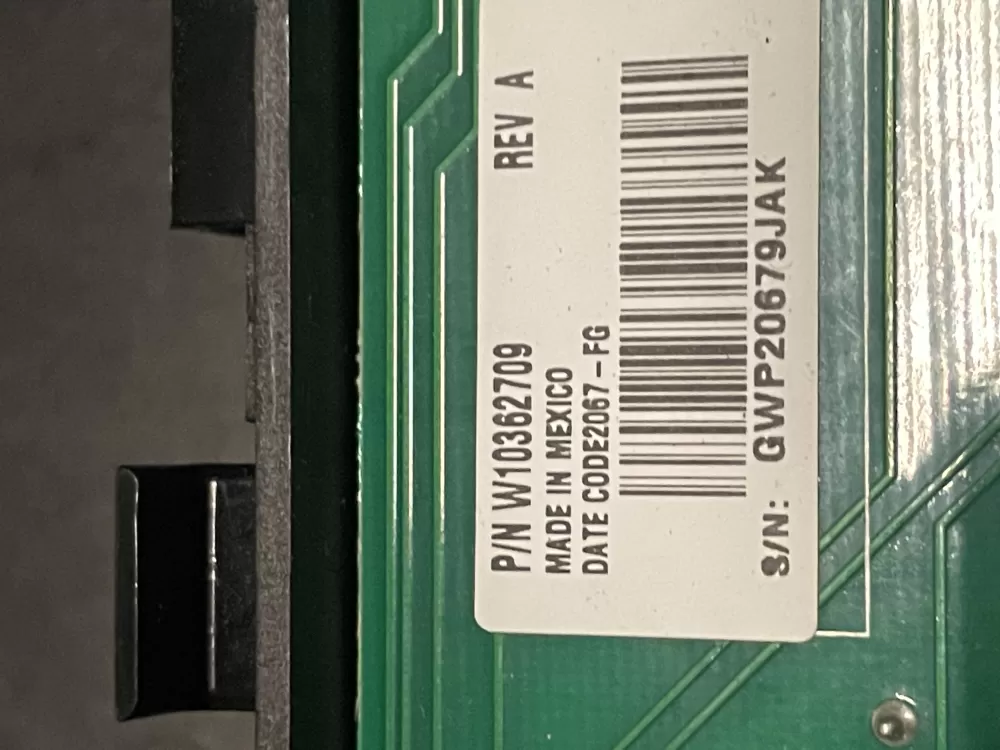 P/N W10362709 REV A
MADE IN MEXICO
DATE CODE2067-FG
S/N: GWP20679JAK